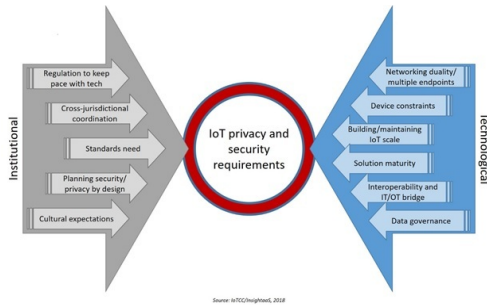 Institutional
Regulation to keep
pace with tech
Cross-jurisdictional
coordination
Standards need
Planning security/
privacy by design
Cultural expectations
IoT privacy and
security
requirements
Networking duality/
multiple endpoints
Device constraints
Building/maintaining
IoT scale
Solution maturity
Interoperability and
IT/OT bridge
Data governance
Technological
Source: InTCC/InsightaaS, 2018